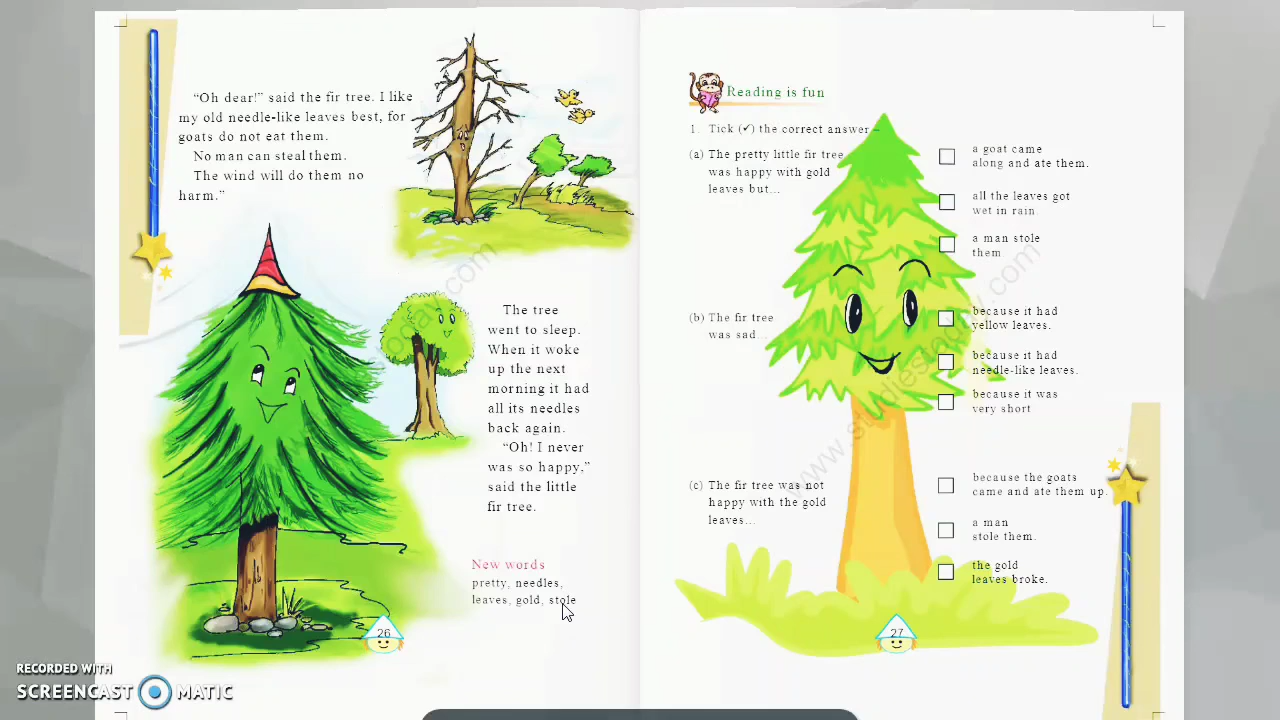 “Oh dear!” said the fir tree. I like
my old needle-like leaves best, for
goats do not eat them.
No man can steal them.
The wind will do them no
harm.”
The tree
went to sleep.
When it woke
up the next
morning it had
all its needles
back again.
“Oh! I never
was so happy,”
said the little
fir tree.
New words
pretty, needles,
leaves, gold, stole
26
Reading is fun
1. Tick (✓) the correct answer –
(a) The pretty little fir tree
was happy with gold
leaves but...
a goat came
along and ate them.
all the leaves got
wet in rain.
a man stole
them
(b) The fir tree
was sad...
because it had
yellow leaves.
because it had
needle-like leaves.
because it was
very short
(c) The fir tree was not
happy with the gold
leaves...
because the goats
came and ate them up.
a man
stole them.
the gold
leaves broke.
27
www.studiestoday.com
RECORDED WITH
SCREENCAST MATIC